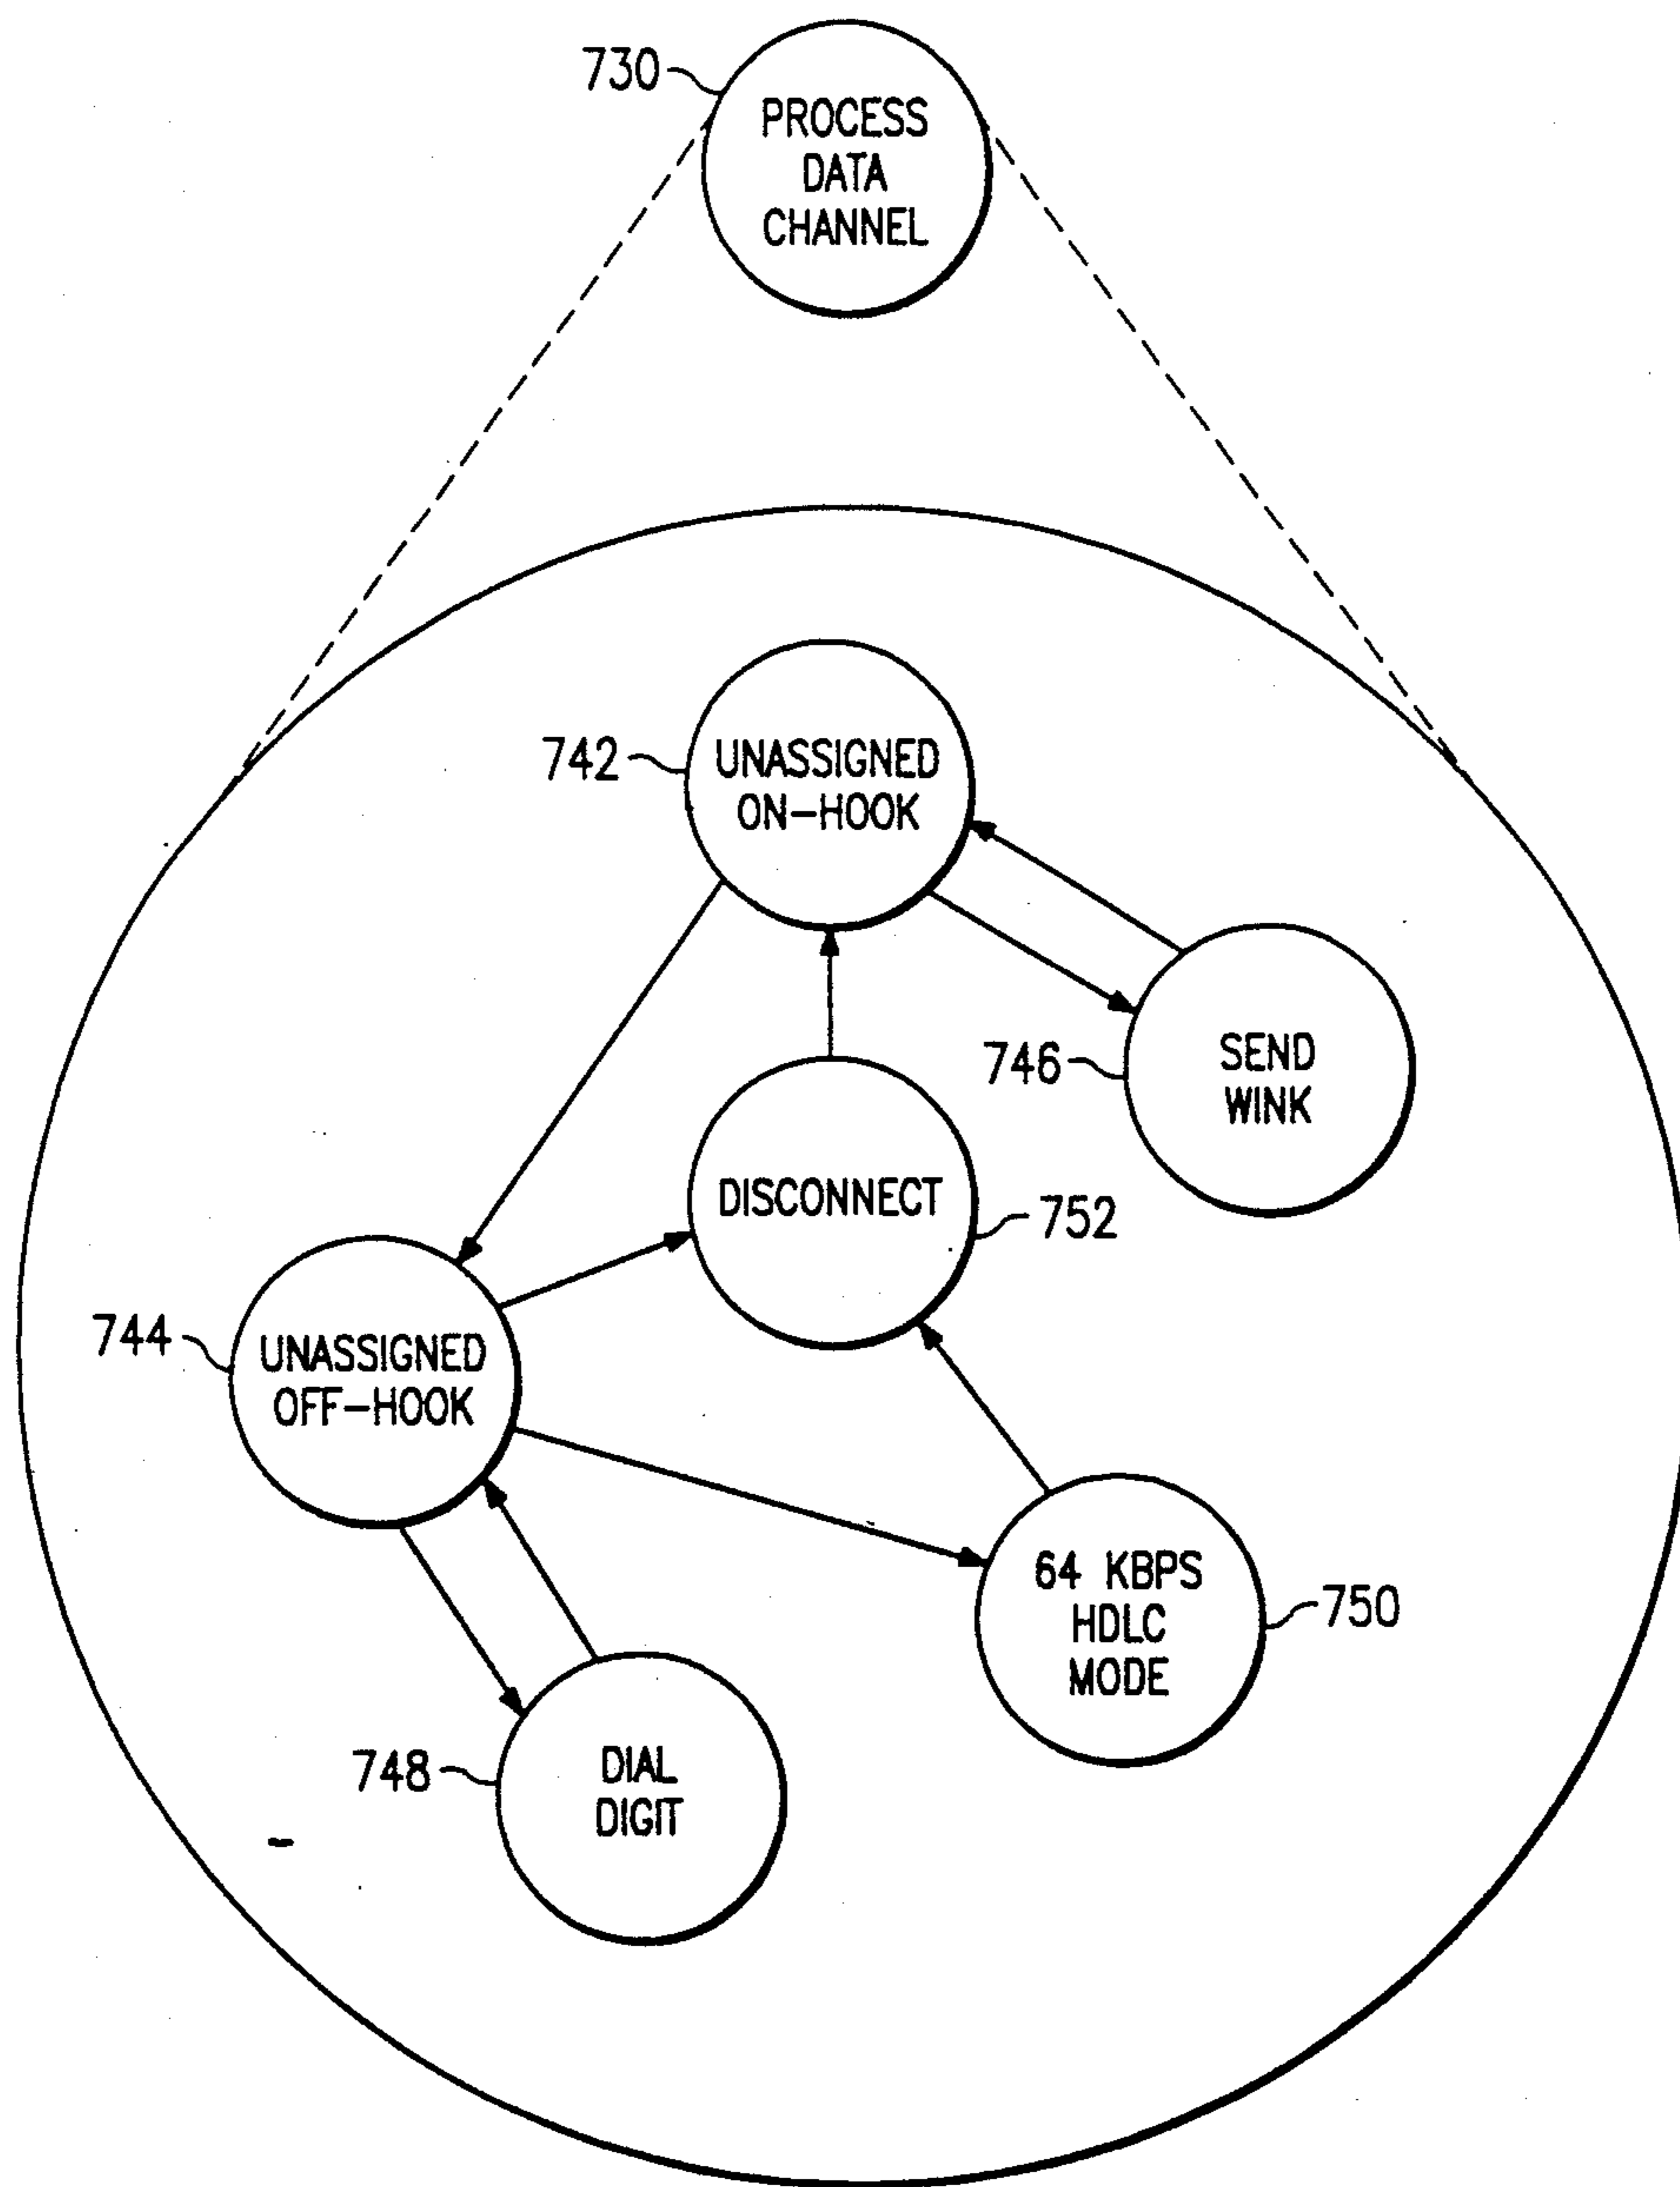 730
PROCESS
DATA
CHANNEL
742
UNASSIGNED
ON-HOOK
746
SEND
WINK
DISCONNECT
752
744
UNASSIGNED
OFF-HOOK
64 KBPS
HDLC
MODE
750
748
DIAL
DIGIT